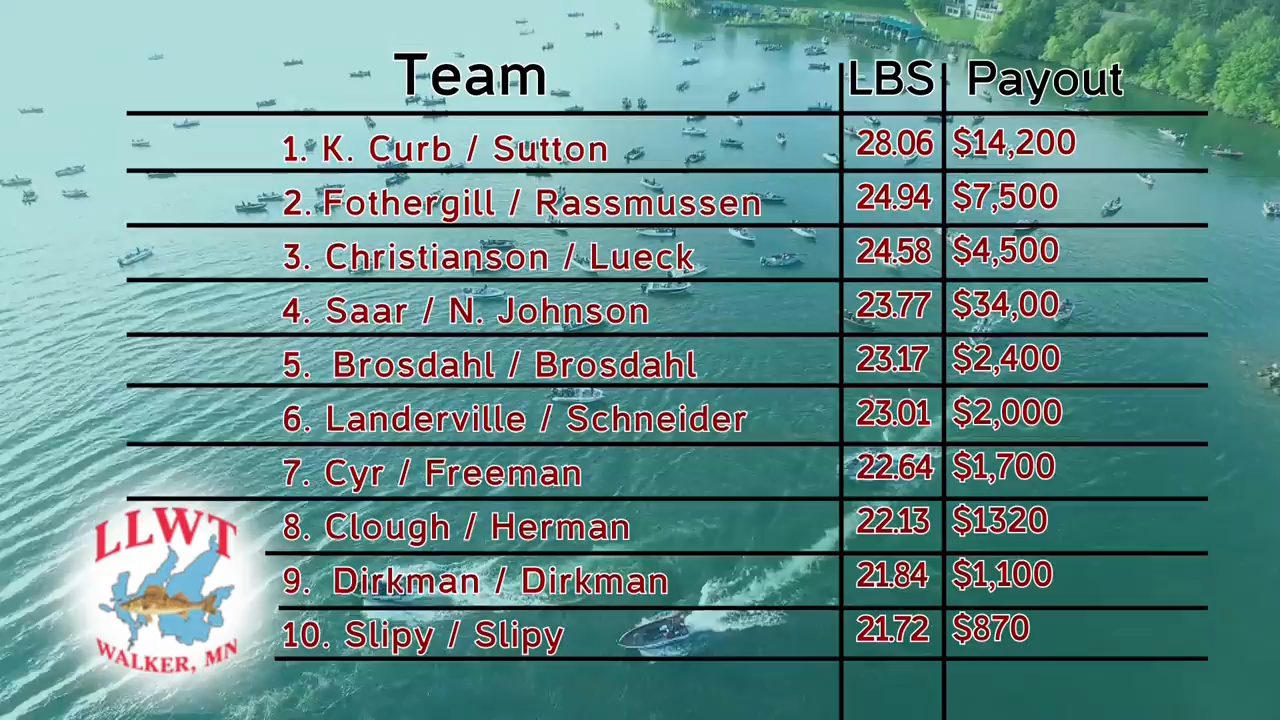 Team LBS Payout
1. K. Curb / Sutton 28.06 $14,200
2. Fothergill / Rassmussen 24.94 $7,500
3. Christianson / Lueck 24.58 $4,500
4. Saar / N. Johnson 23.77 $34,00
5. Brosdahl / Brosdahl 23.17 $2,400
6. Landerville / Schneider 23.01 $2,000
7. Cyr / Freeman 22.64 $1,700
8. Clough / Herman 22.13 $1320
9. Dirkman / Dirkman 21.84 $1,100
10. Slipy / Slipy 21.72 $870
LLWT
WALKER, MN